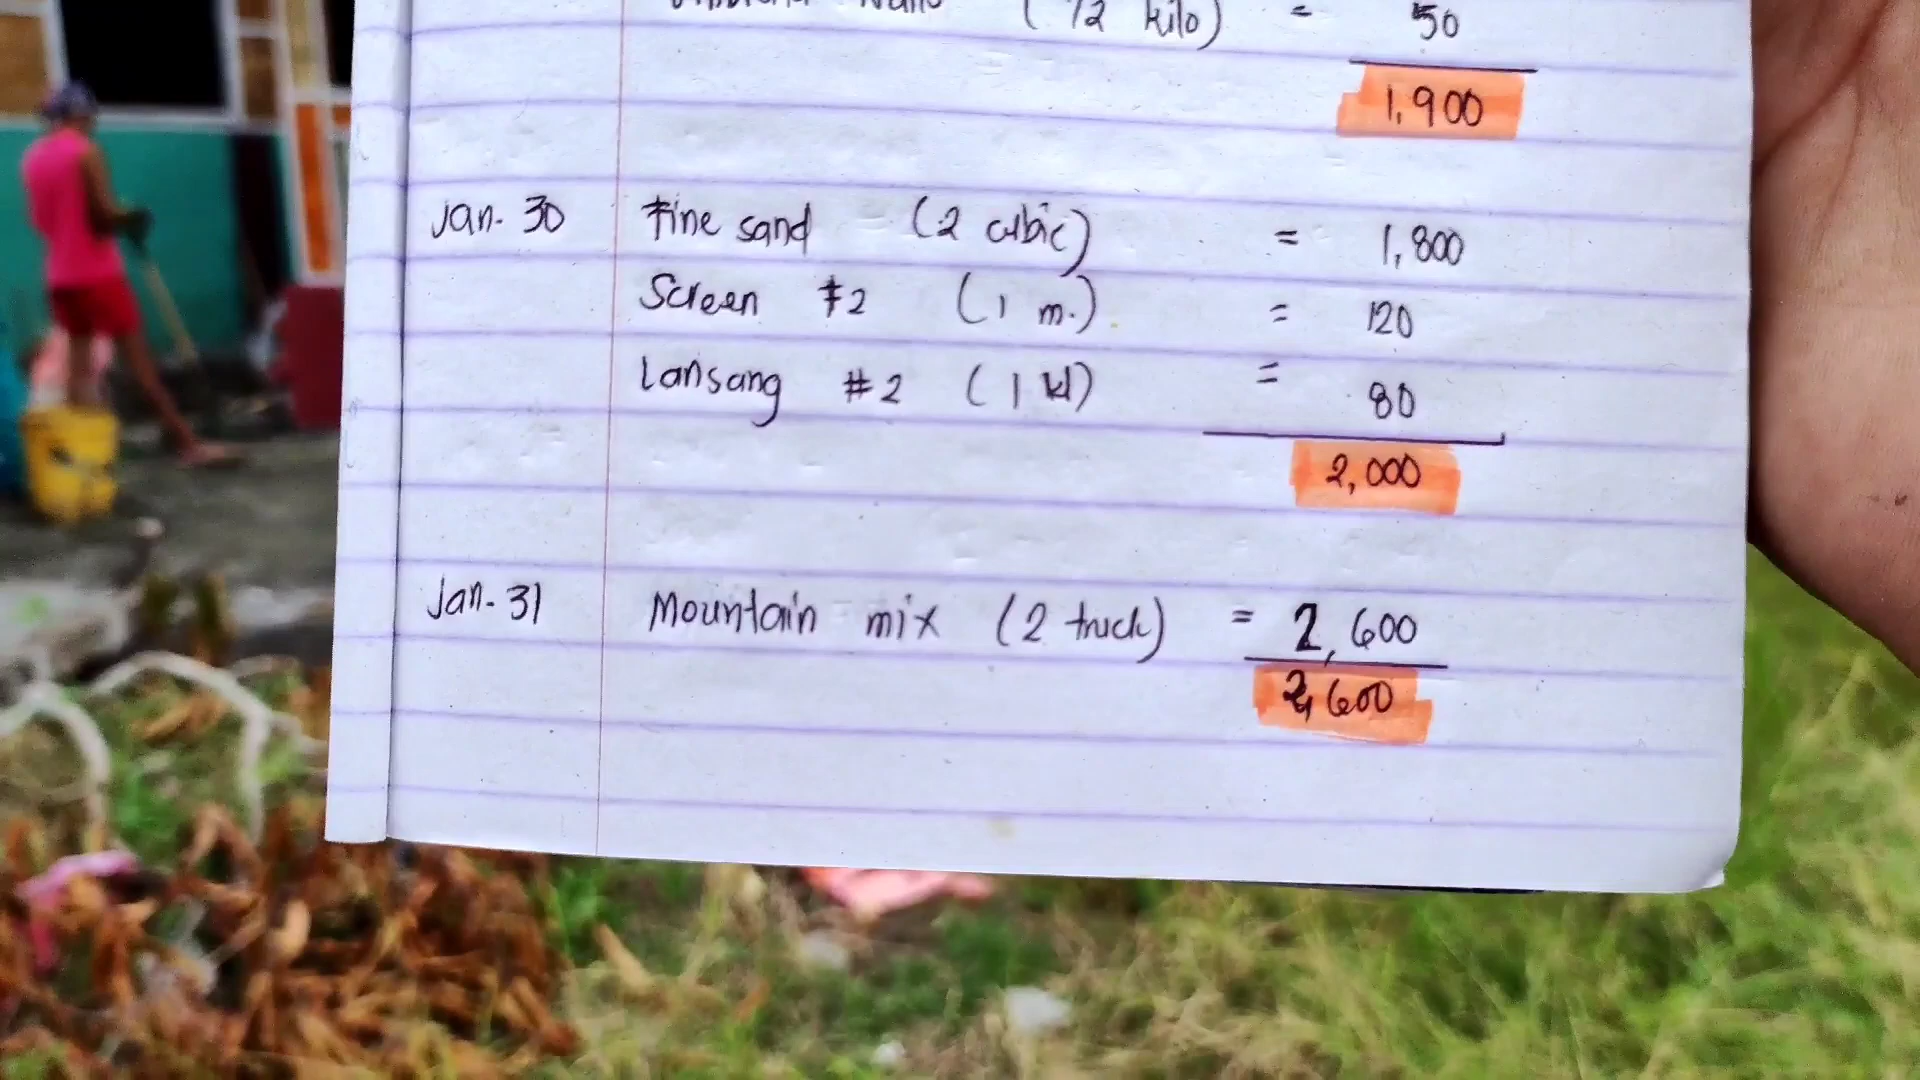 (1/2 kilo) = 50
1,900
Jan. 30 Fine sand (2 cubic) = 1,800
Screen #2 (1 m.) = 120
Lansang #2 (1 kl) = 80
2,000
Jan. 31 Mountain mix (2 truck) = 2,600
2,600